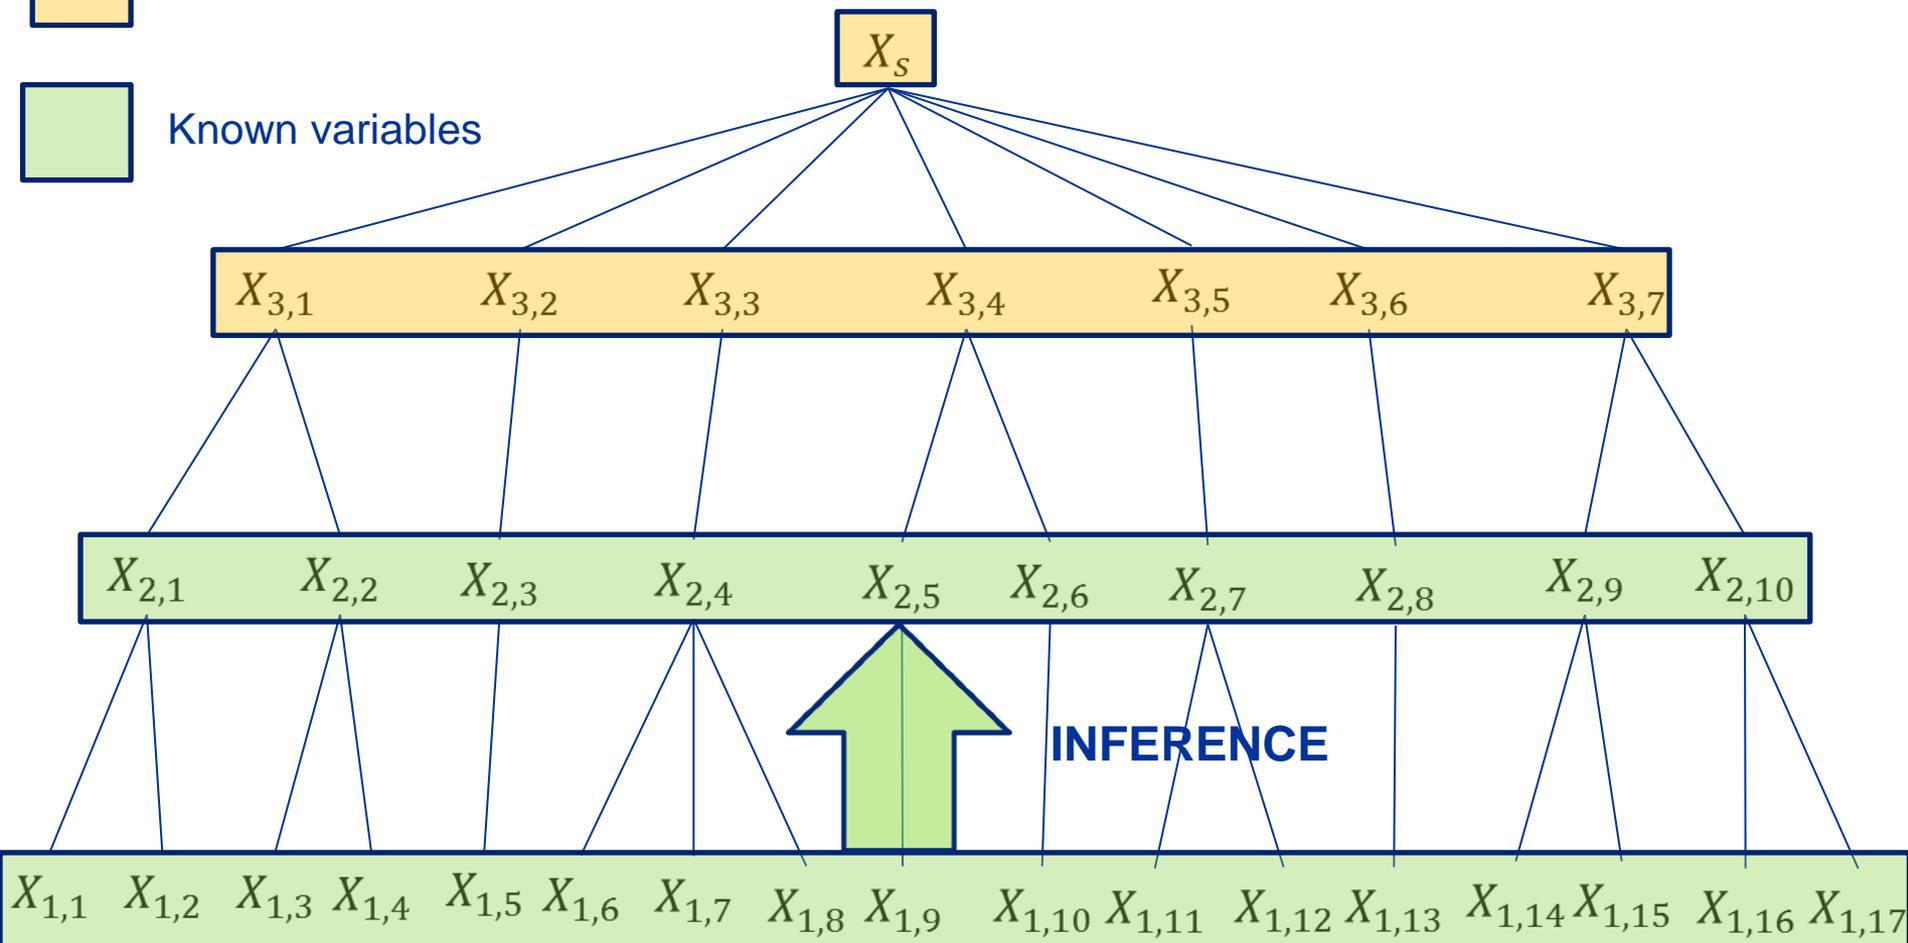 X_s
Known variables
X_{3,1} X_{3,2} X_{3,3} X_{3,4} X_{3,5} X_{3,6} X_{3,7}
X_{2,1} X_{2,2} X_{2,3} X_{2,4} X_{2,5} X_{2,6} X_{2,7} X_{2,8} X_{2,9} X_{2,10}
INFERENCE
X_{1,1} X_{1,2} X_{1,3} X_{1,4} X_{1,5} X_{1,6} X_{1,7} X_{1,8} X_{1,9} X_{1,10} X_{1,11} X_{1,12} X_{1,13} X_{1,14} X_{1,15} X_{1,16} X_{1,17}